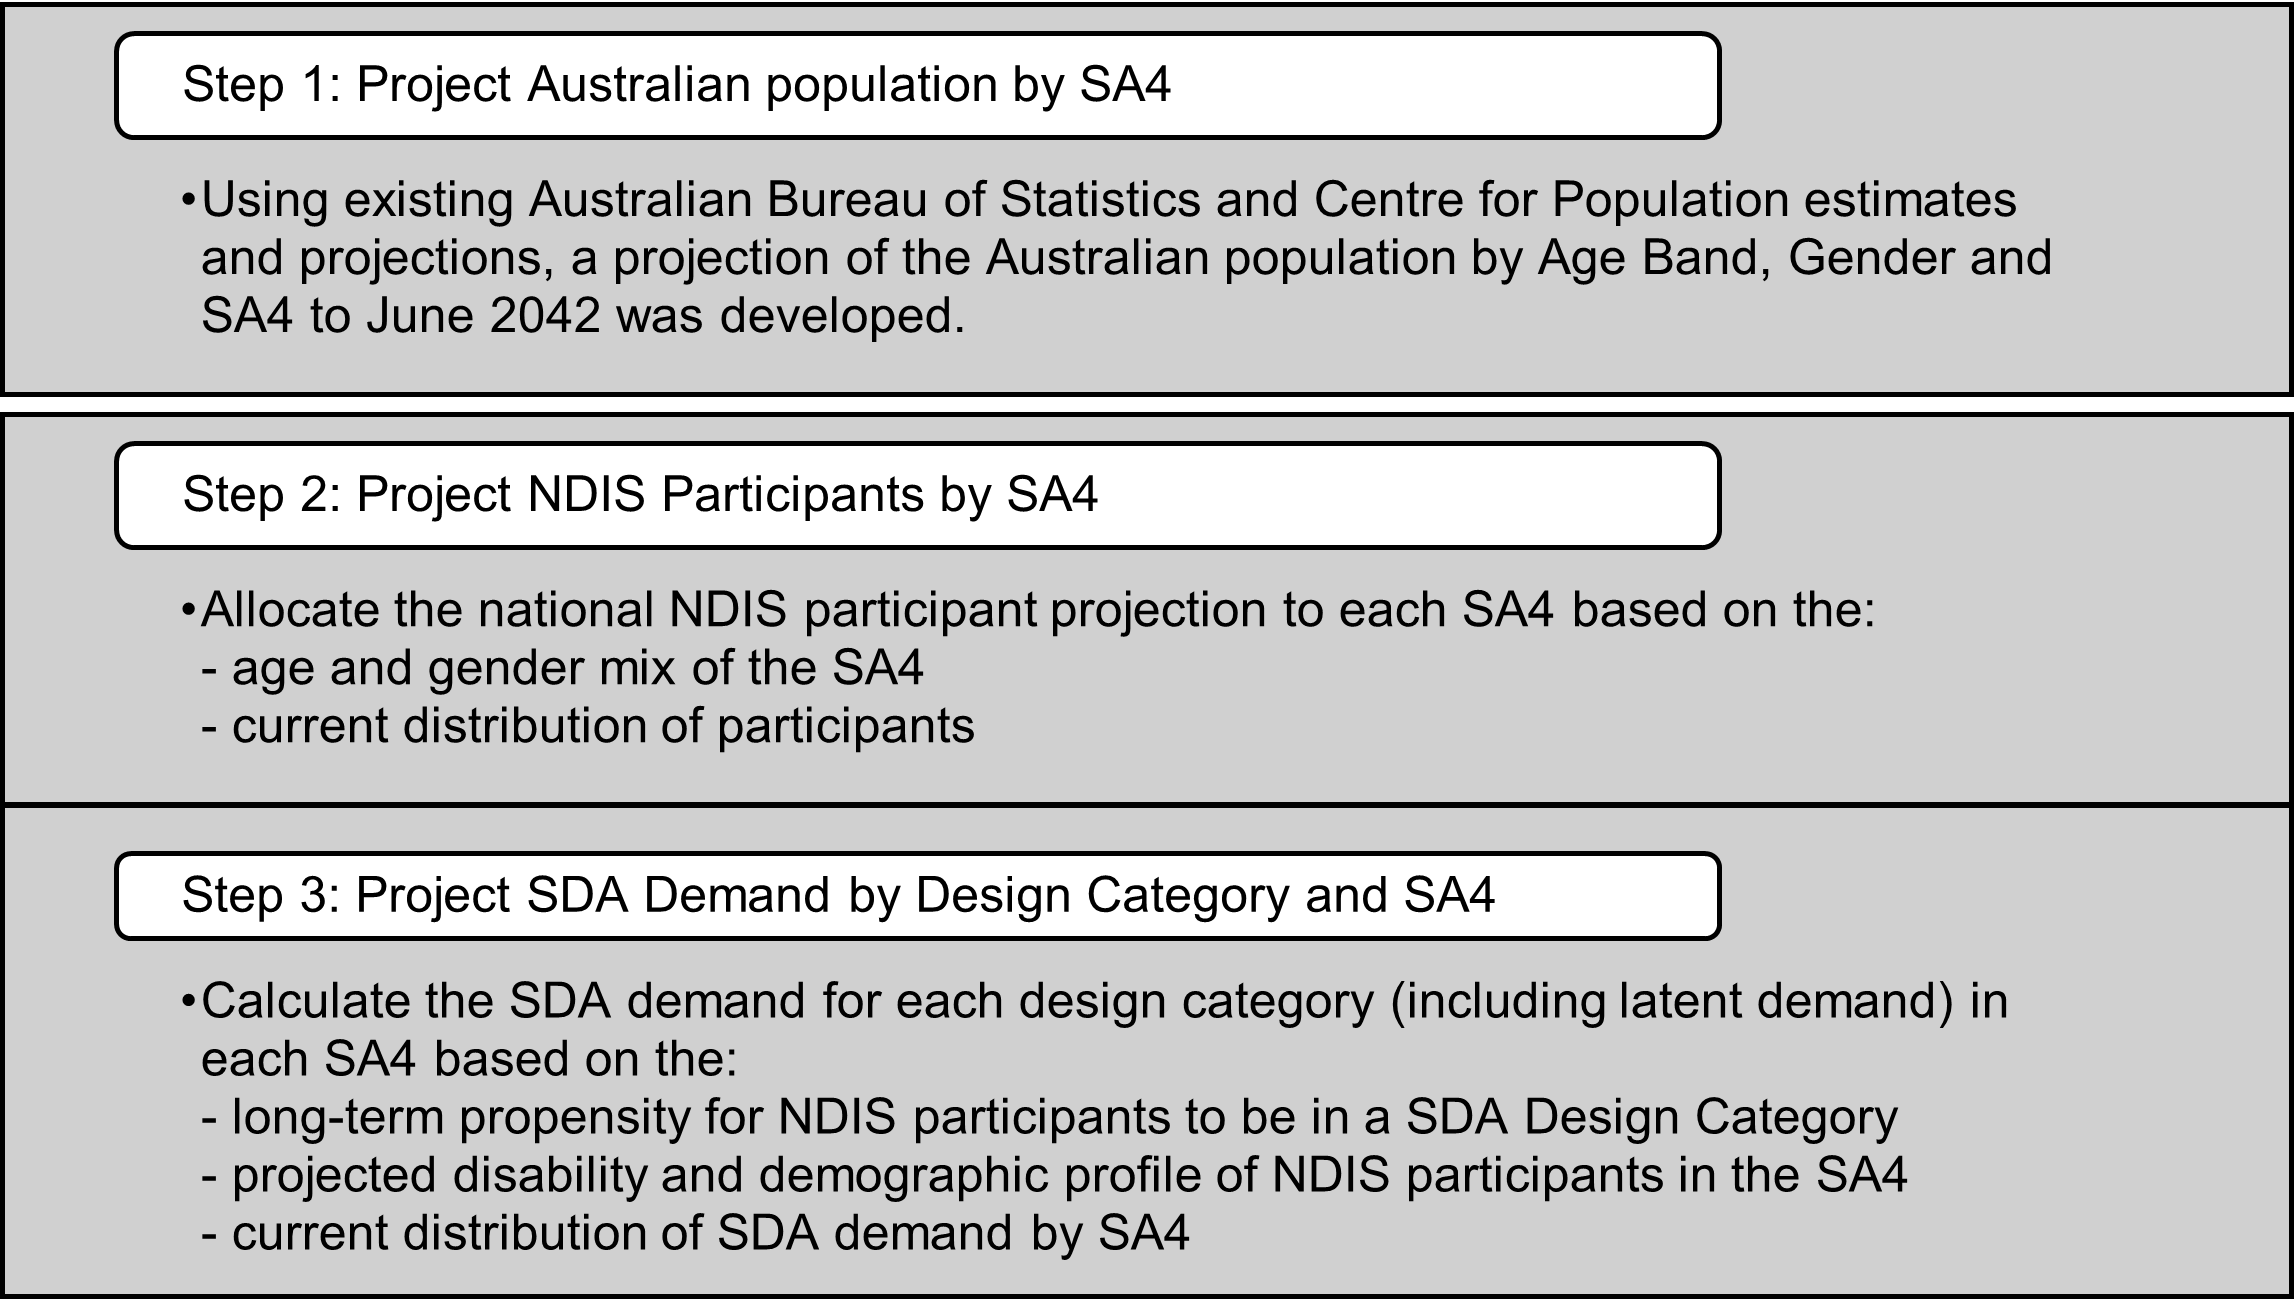 Step 1: Project Australian population by SA4
•Using existing Australian Bureau of Statistics and Centre for Population estimates
and projections, a projection of the Australian population by Age Band, Gender and
SA4 to June 2042 was developed.
Step 2: Project NDIS Participants by SA4
•Allocate the national NDIS participant projection to each SA4 based on the:
- age and gender mix of the SA4
- current distribution of participants
Step 3: Project SDA Demand by Design Category and SA4
•Calculate the SDA demand for each design category (including latent demand) in
each SA4 based on the:
- long-term propensity for NDIS participants to be in a SDA Design Category
- projected disability and demographic profile of NDIS participants in the SA4
- current distribution of SDA demand by SA4